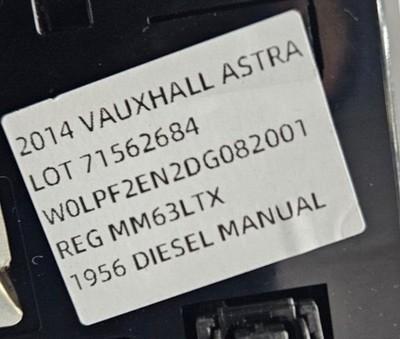 2014 VAUXHALL ASTRA
LOT 71562684
W0LPF2EN2DG082001
REG MM63LTX
1956 DIESEL MANUAL